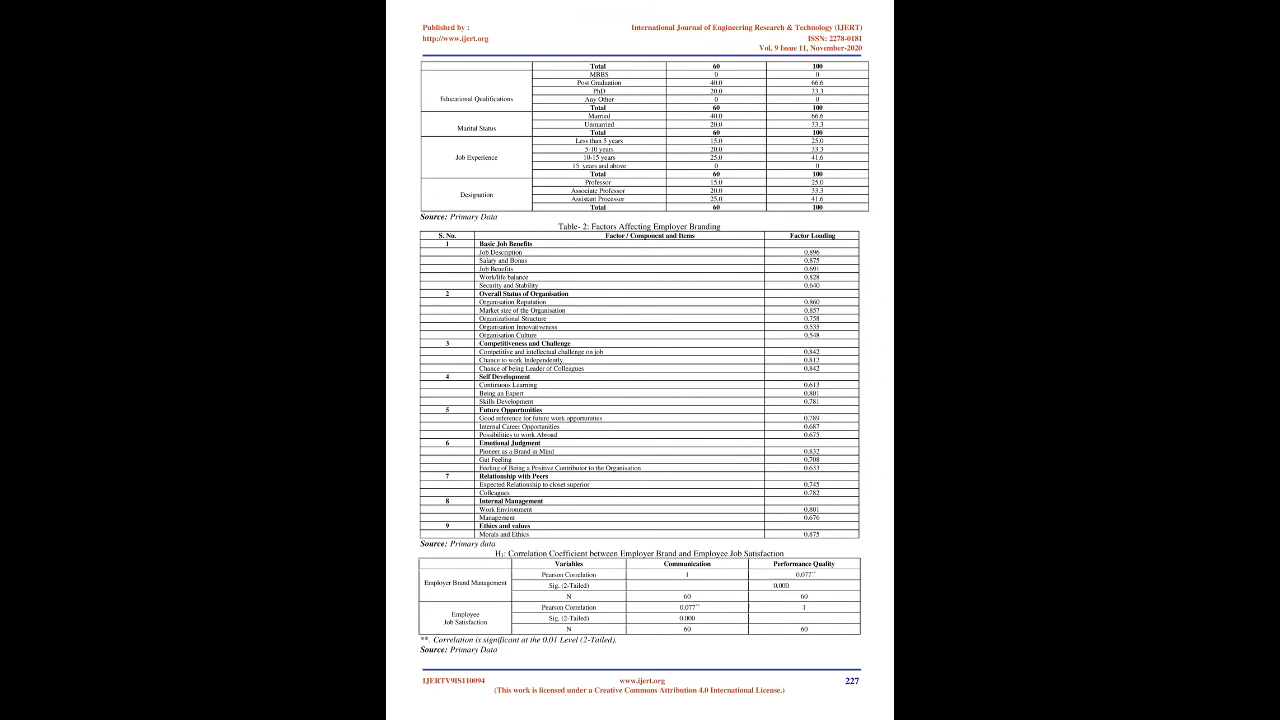 Published by :
International Journal of Engineering Research & Technology (IJERT)
http://www.ijert.org
ISSN: 2278-0181
Vol. 9 Issue 11, November-2020
Total 60 100
Educational Qualifications
MBBS 0 0
Post Graduation 40.0 66.6
PhD 20.0 33.3
Any Other 0 0
Total 60 100
Marital Status
Married 40.0 66.6
Unmarried 20.0 33.3
Total 60 100
Job Experience
Less than 5 years 15.0 25.0
5-10 years 20.0 33.3
10-15 years 25.0 41.6
15 years and above 0 0
Total 60 100
Designation
Professor 15.0 25.0
Associate Professor 20.0 33.3
Assistant Processor 25.0 41.6
Total 60 100
Source: Primary Data
Table- 2: Factors Affecting Employer Branding
S. No. Factor / Component and Items Factor Loading
1 Basic Job Benefits
Job Description 0.896
Salary and Bonus 0.875
Job Benefits 0.691
Work/life balance 0.828
Security and Stability 0.640
2 Overall Status of Organisation
Organisation Reputation 0.860
Market size of the Organisation 0.857
Organizational Structure 0.758
Organisation Innovativeness 0.535
Organisation Culture 0.548
3 Competitiveness and Challenge
Competitive and intellectual challenge on job 0.842
Chance to work Independently 0.812
Chance of being Leader of Colleagues 0.842
4 Self Development
Continuous Learning 0.613
Being an Expert 0.801
Skills Development 0.781
5 Future Opportunities
Good reference for future work opportunities 0.789
Internal Career Opportunities 0.687
Possibilities to work Abroad 0.675
6 Emotional Judgment
Pioneer as a Brand in Mind 0.832
Gut Feeling 0.708
Feeling of Being a Positive Contributor to the Organisation 0.633
7 Relationship with Peers
Expected Relationship to closet superior 0.745
Colleagues 0.782
8 Internal Management
Work Environment 0.801
Management 0.676
9 Ethics and values
Morals and Ethics 0.875
Source: Primary data
H1: Correlation Coefficient between Employer Brand and Employee Job Satisfaction
Variables Communication Performance Quality
Employer Brand Management
Pearson Correlation 1 0.077**
Sig. (2-Tailed) 0.000
N 60 60
Employee
Job Satisfaction
Pearson Correlation 0.077** 1
Sig. (2-Tailed) 0.000
N 60 60
**. Correlation is significant at the 0.01 Level (2-Tailed).
Source: Primary Data
IJERTV9IS110094 www.ijert.org 227
(This work is licensed under a Creative Commons Attribution 4.0 International License.)